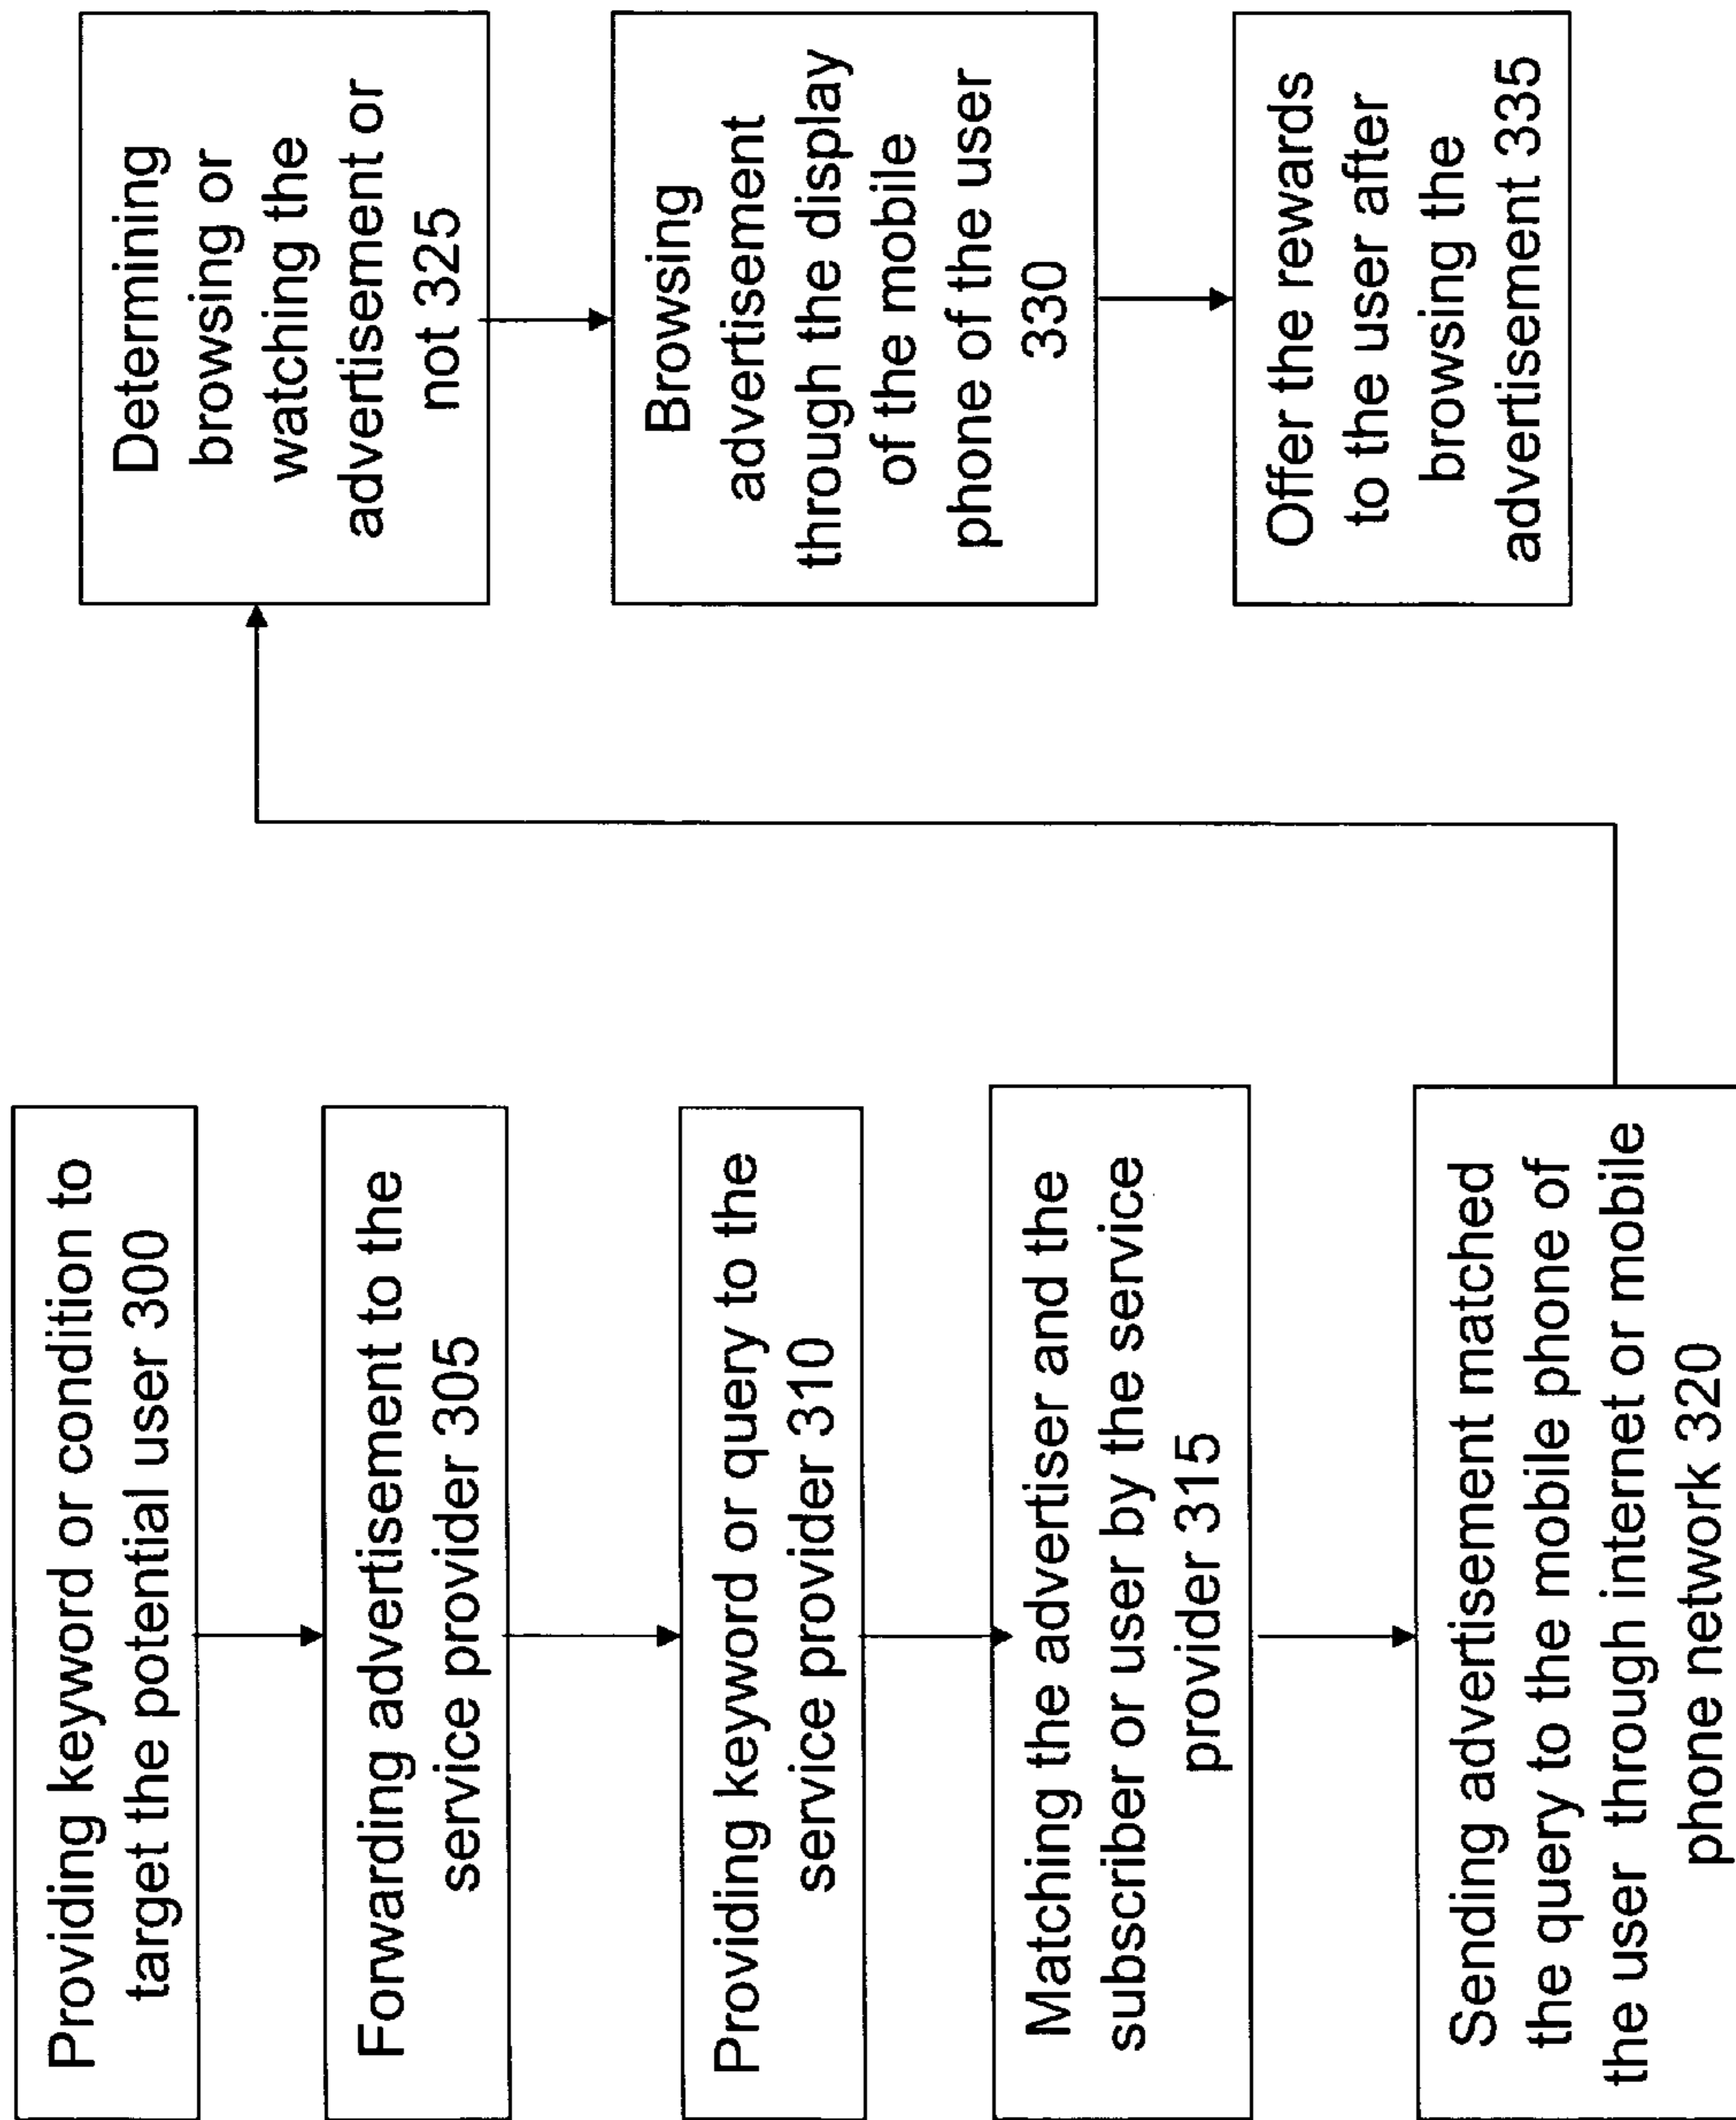 Providing keyword or condition to
target the potential user 300
Forwarding advertisement to the
service provider 305
Providing keyword or query to the
service provider 310
Matching the advertiser and the
subscriber or user by the service
provider 315
Sending advertisement matched
the query to the mobile phone of
the user through internet or mobile
phone network 320
Determining
browsing or
watching the
advertisement or
not 325
Browsing
advertisement
through the display
of the mobile
phone of the user
330
Offer the rewards
to the user after
browsing the
advertisement 335